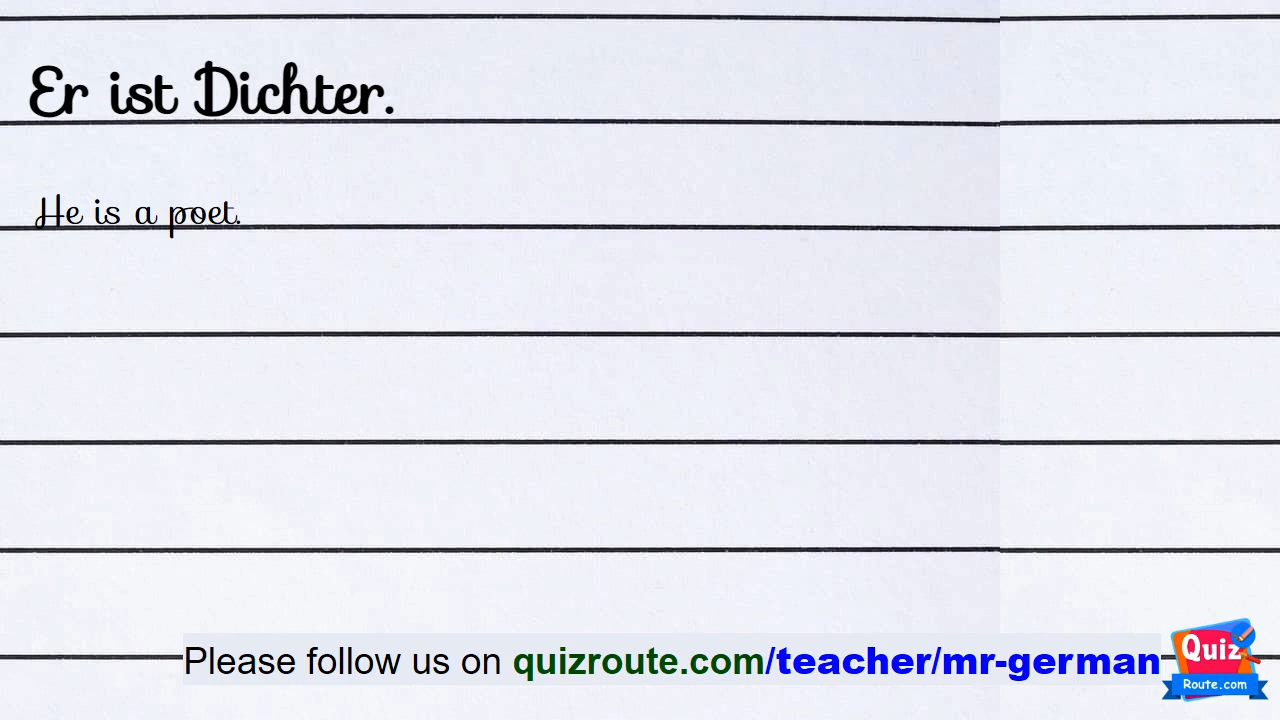 Er ist Dichter.
He is a poet.
Please follow us on quizroute.com/teacher/mr-german
Quiz
Route.com